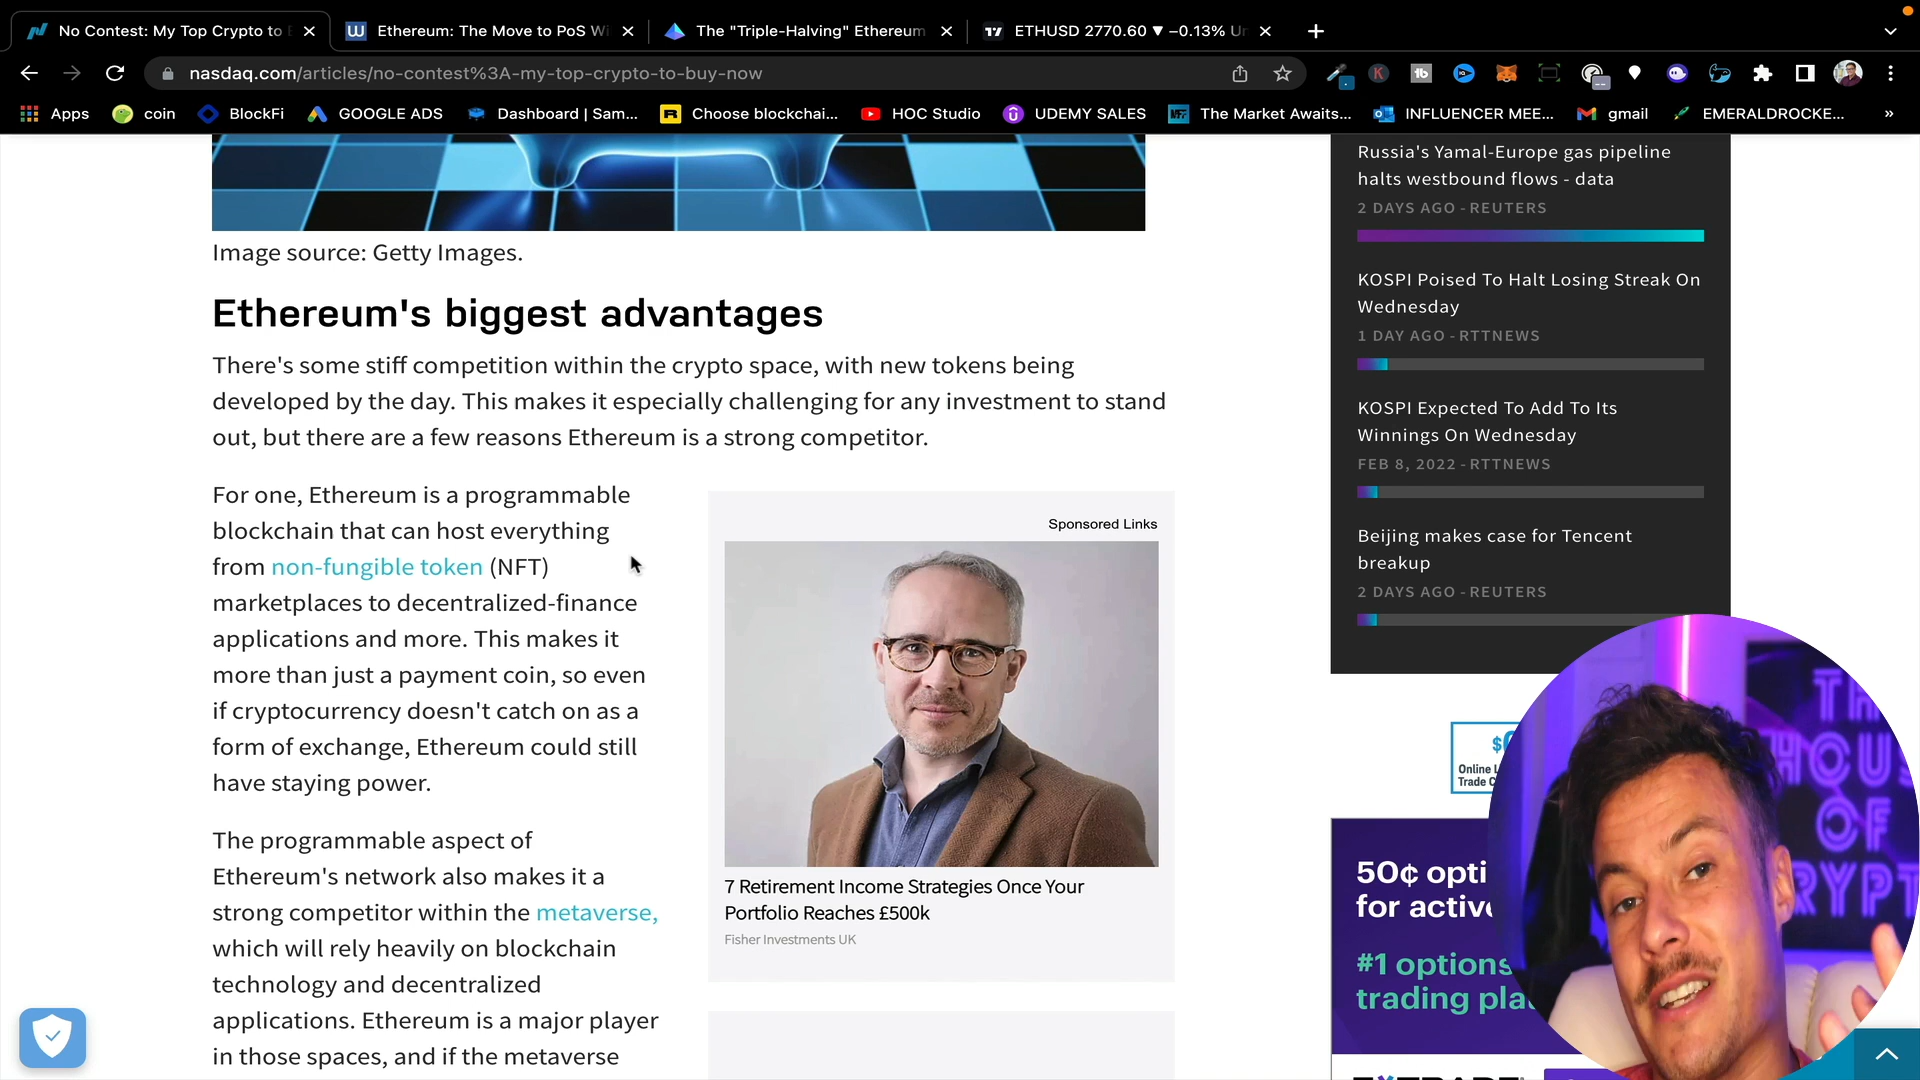 No Contest: My Top Crypto to
Ethereum: The Move to PoS Wi
The "Triple-Halving" Ethereum
ETHUSD 2770.60 ▼ −0.13% Un
nasdaq.com/articles/no-contest%3A-my-top-crypto-to-buy-now
Apps
coin
BlockFi
GOOGLE ADS
Dashboard | Sam...
Choose blockchai...
HOC Studio
UDEMY SALES
The Market Awaits...
INFLUENCER MEE...
gmail
EMERALDROCKE...
»
Image source: Getty Images.
Ethereum's biggest advantages
There's some stiff competition within the crypto space, with new tokens being
developed by the day. This makes it especially challenging for any investment to stand
out, but there are a few reasons Ethereum is a strong competitor.
For one, Ethereum is a programmable
blockchain that can host everything
from non-fungible token (NFT)
marketplaces to decentralized-finance
applications and more. This makes it
more than just a payment coin, so even
if cryptocurrency doesn't catch on as a
form of exchange, Ethereum could still
have staying power.
The programmable aspect of
Ethereum's network also makes it a
strong competitor within the metaverse,
which will rely heavily on blockchain
technology and decentralized
applications. Ethereum is a major player
in those spaces, and if the metaverse
Sponsored Links
7 Retirement Income Strategies Once Your
Portfolio Reaches £500k
Fisher Investments UK
Russia's Yamal-Europe gas pipeline
halts westbound flows - data
2 DAYS AGO - REUTERS
KOSPI Poised To Halt Losing Streak On
Wednesday
1 DAY AGO - RTTNEWS
KOSPI Expected To Add To Its
Winnings On Wednesday
FEB 8, 2022 - RTTNEWS
Beijing makes case for Tencent
breakup
2 DAYS AGO - REUTERS
Online
Trade
50¢ opti
for active
#1 options
trading pla
TH
HOUS
OF
CRYPT